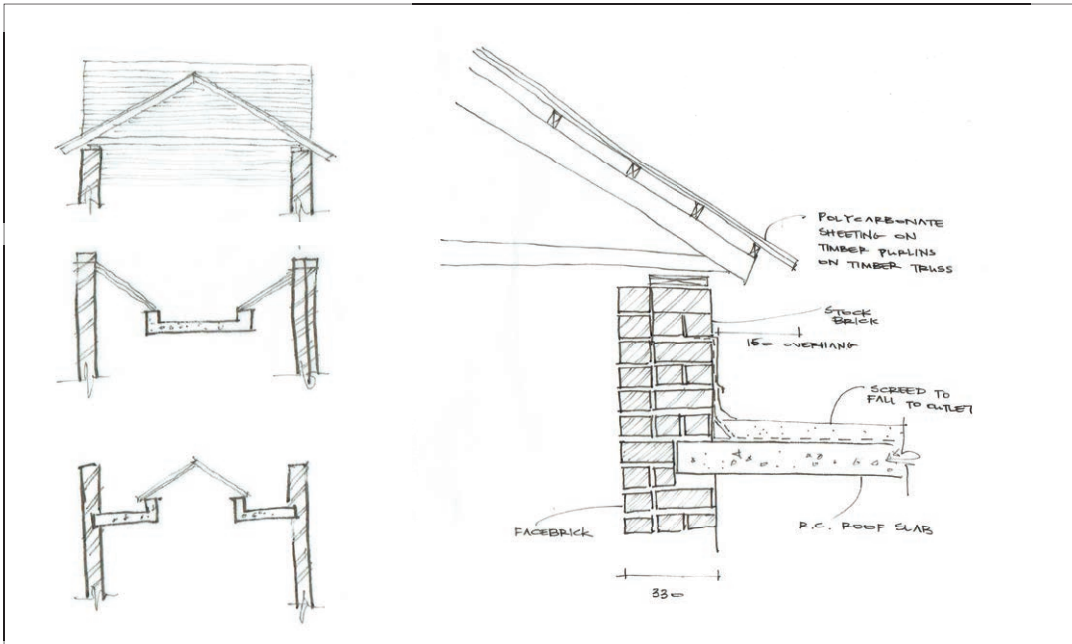 POLYCARBONATE
SHEETING ON
TIMBER PURLINS
ON TIMBER TRUSS
STOCK
BRICK
150 OVERHANG
SCREED TO
FALL TO OUTLET
FACEBRICK
R.C. ROOF SLAB
330